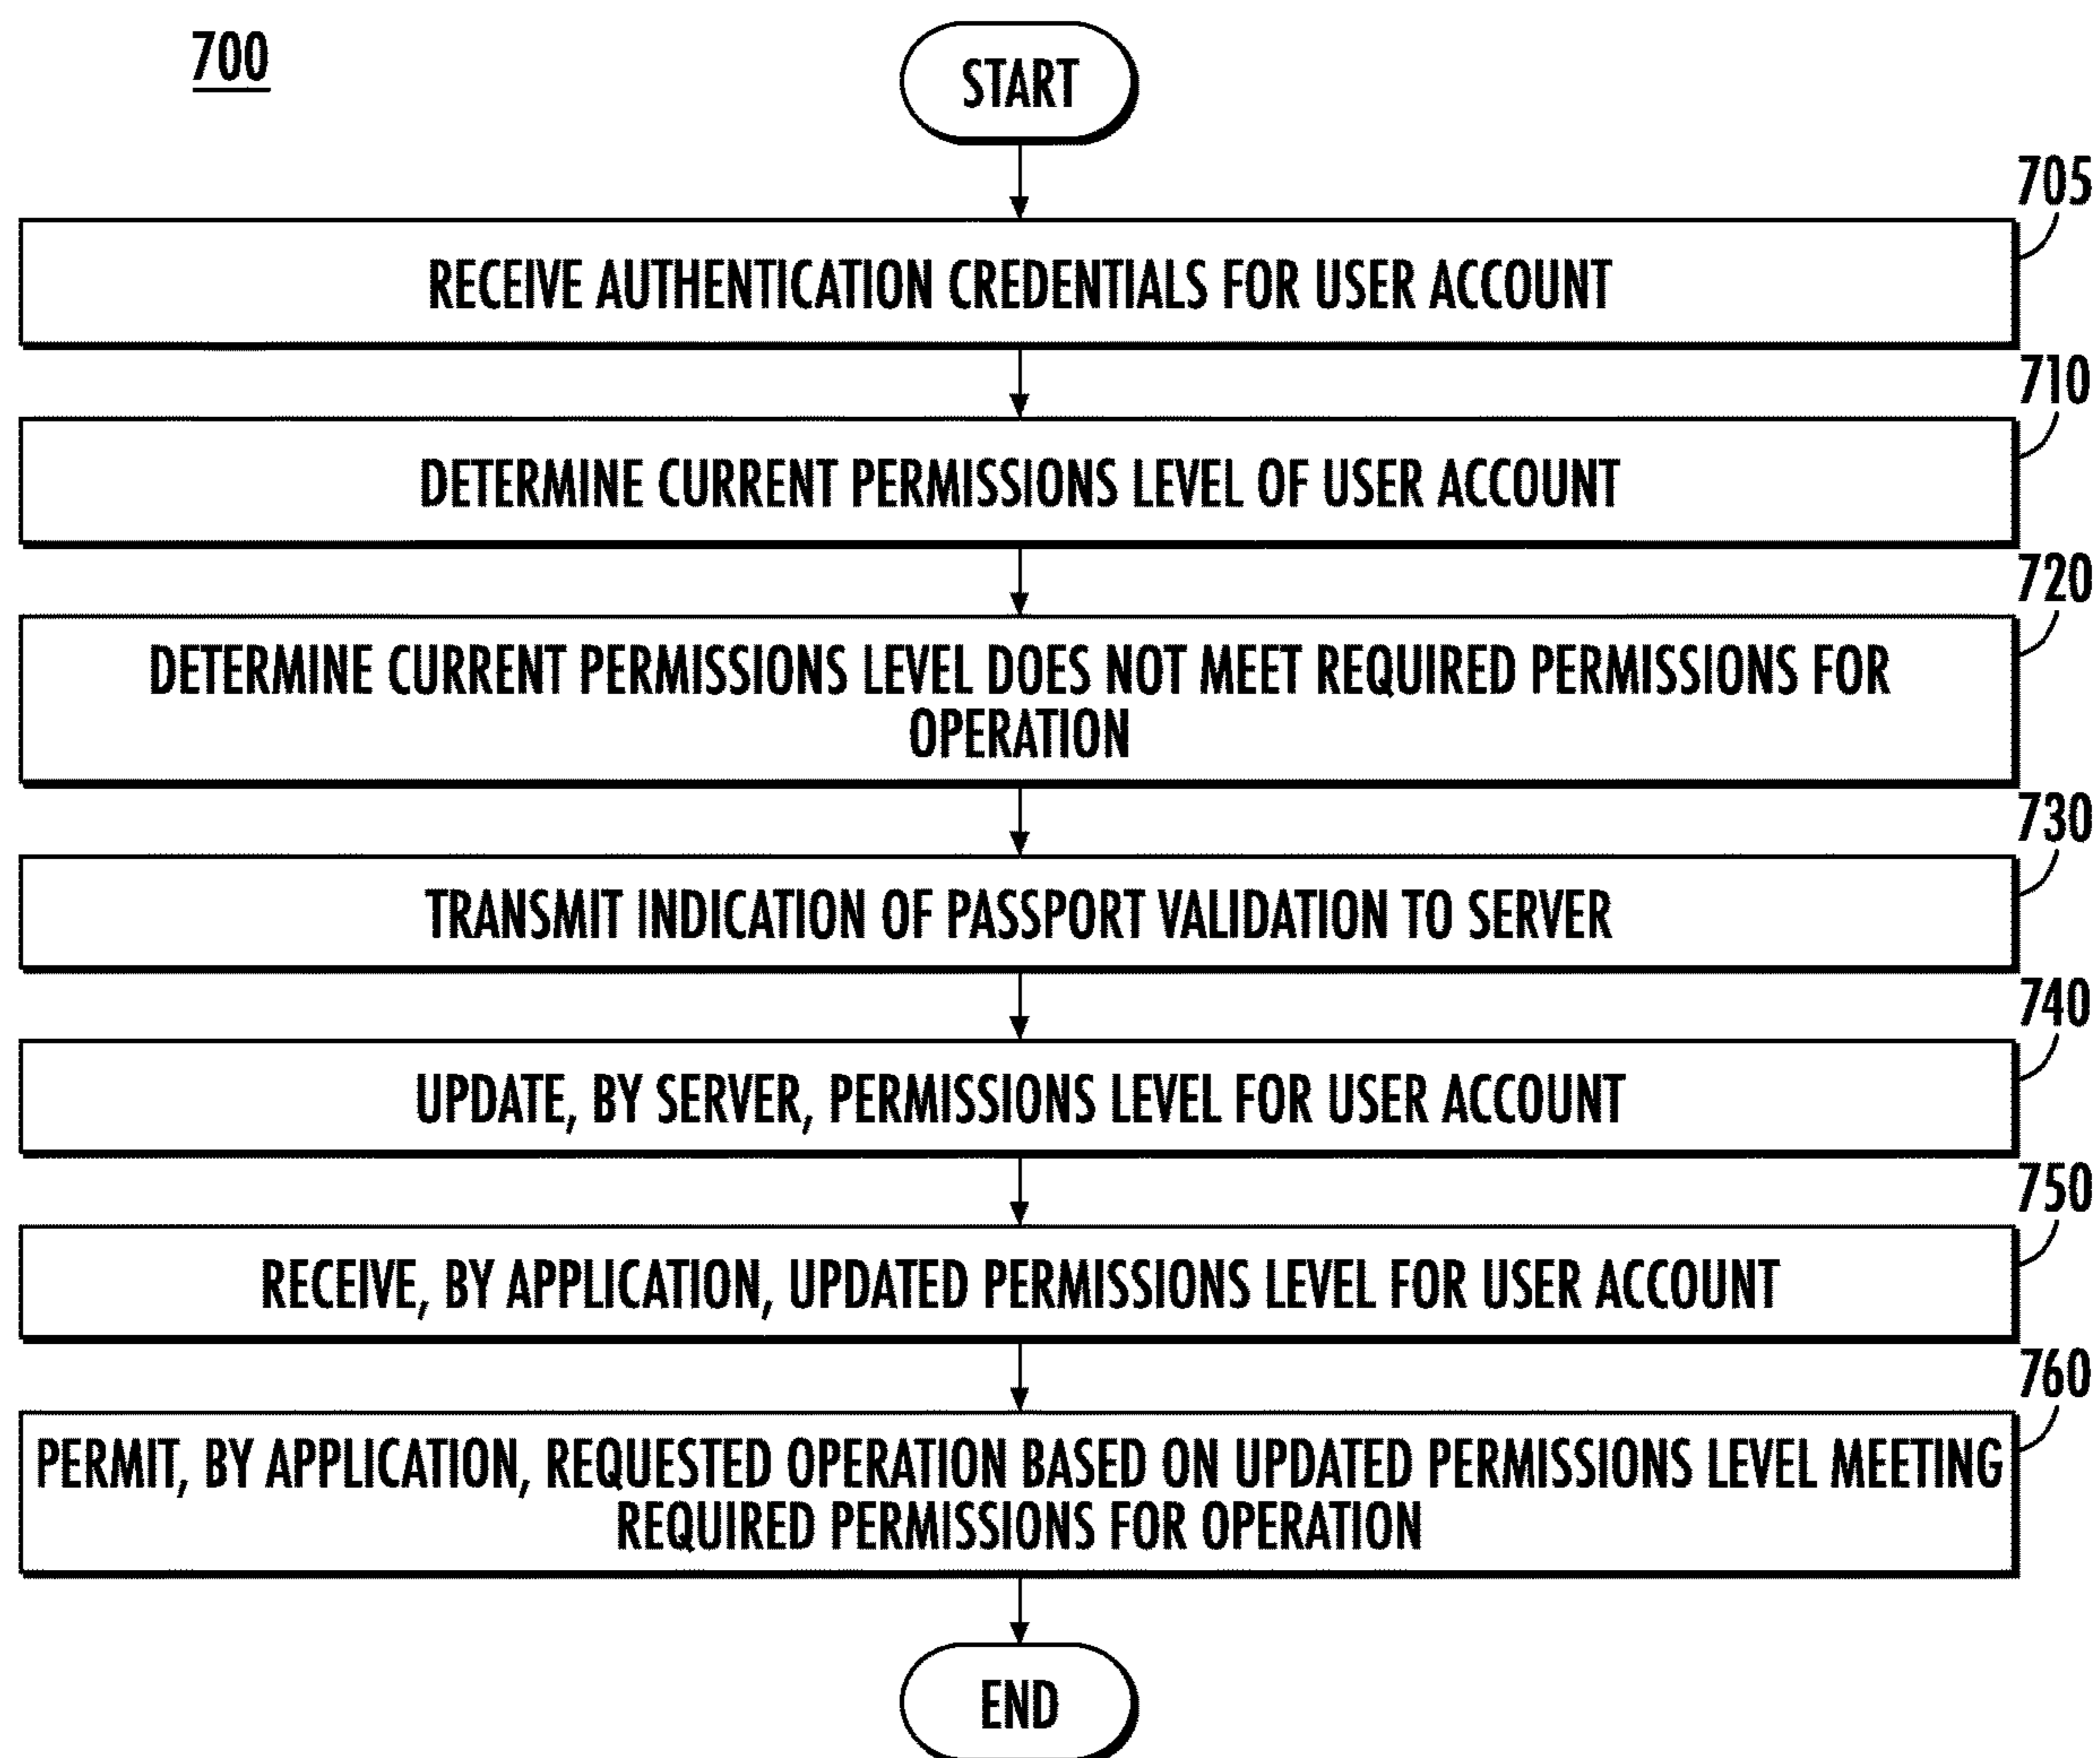 700
START
705
RECEIVE AUTHENTICATION CREDENTIALS FOR USER ACCOUNT
710
DETERMINE CURRENT PERMISSIONS LEVEL OF USER ACCOUNT
720
DETERMINE CURRENT PERMISSIONS LEVEL DOES NOT MEET REQUIRED PERMISSIONS FOR
OPERATION
730
TRANSMIT INDICATION OF PASSPORT VALIDATION TO SERVER
740
UPDATE, BY SERVER, PERMISSIONS LEVEL FOR USER ACCOUNT
750
RECEIVE, BY APPLICATION, UPDATED PERMISSIONS LEVEL FOR USER ACCOUNT
760
PERMIT, BY APPLICATION, REQUESTED OPERATION BASED ON UPDATED PERMISSIONS LEVEL MEETING
REQUIRED PERMISSIONS FOR OPERATION
END